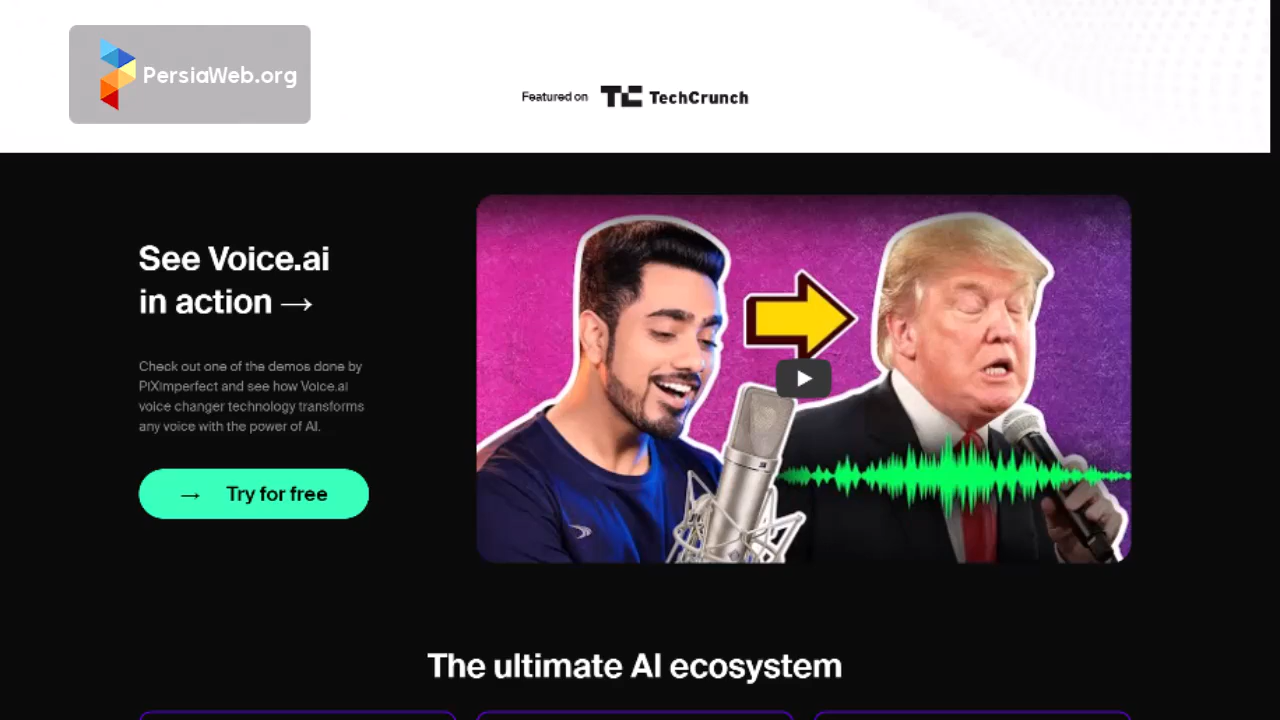 PersiaWeb.org
Featured on TechCrunch
See Voice.ai
in action →
Check out one of the demos done by
PIXimperfect and see how Voice.ai
voice changer technology transforms
any voice with the power of AI.
→ Try for free
The ultimate AI ecosystem